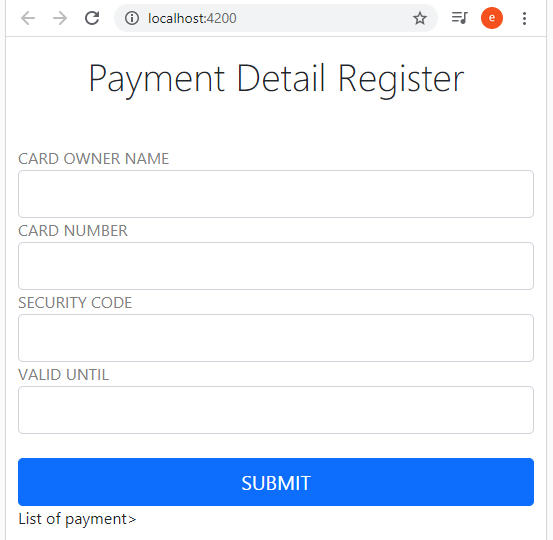 localhost:4200
e
Payment Detail Register
CARD OWNER NAME
CARD NUMBER
SECURITY CODE
VALID UNTIL
SUBMIT
List of payment>